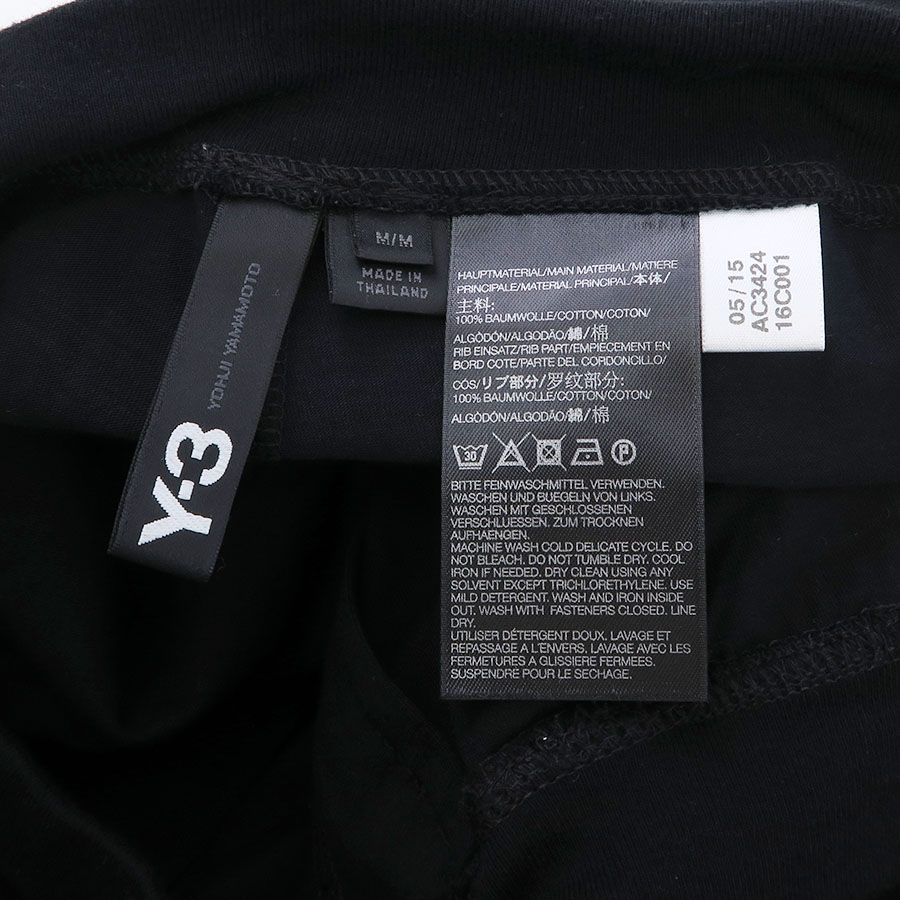 Y-3 YOHJI YAMAMOTO
M/M
MADE IN
THAILAND
HAUPTMATERIAL/MAIN MATERIAL/MATIERE
PRINCIPALE/MATERIAL PRINCIPAL/本体/
主料:
100% BAUMWOLLE/COTTON/COTON/
ALGODÓN/ALGODÃO/綿/棉
RIB EINSATZ/RIB PART/EMPIECEMENT EN
BORD COTE/PARTE DEL CORDONCILLO/
CÓS/リブ部分/罗纹部分:
100% BAUMWOLLE/COTTON/COTON/
ALGODÓN/ALGODÃO/綿/棉
30 P
BITTE FEINWASCHMITTEL VERWENDEN.
WASCHEN UND BUEGELN VON LINKS.
WASCHEN MIT GESCHLOSSENEN
VERSCHLUESSEN. ZUM TROCKNEN
AUFHAENGEN.
MACHINE WASH COLD DELICATE CYCLE. DO
NOT BLEACH. DO NOT TUMBLE DRY. COOL
IRON IF NEEDED. DRY CLEAN USING ANY
SOLVENT EXCEPT TRICHLORETHYLENE. USE
MILD DETERGENT. WASH AND IRON INSIDE
OUT. WASH WITH FASTENERS CLOSED. LINE
DRY.
UTILISER DÉTERGENT DOUX. LAVAGE ET
REPASSAGE A L'ENVERS. LAVAGE AVEC LES
FERMETURES A GLISSIERE FERMEES.
SUSPENDRE POUR LE SECHAGE.
05/15
AC3424
16C001